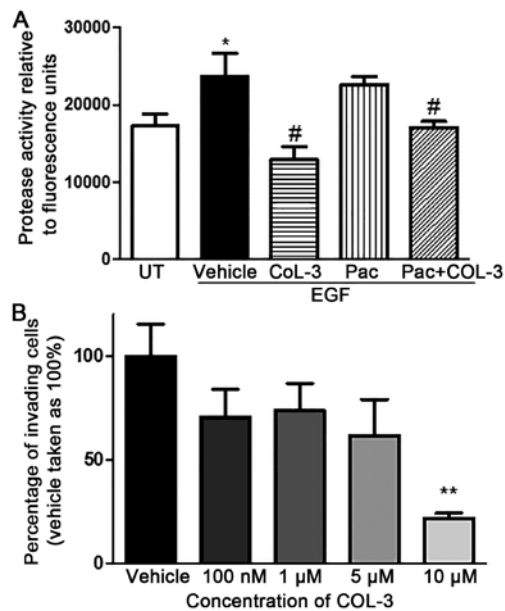 A
Protease activity relative
to fluorescence units
30000
20000
10000
0
*
#
#
UT
Vehicle
CoL-3
Pac
Pac+COL-3
EGF
B
Percentage of invading cells
(vehicle taken as 100%)
100
50
0
**
Vehicle
100 nM
1 µM
5 µM
10 µM
Concentration of COL-3